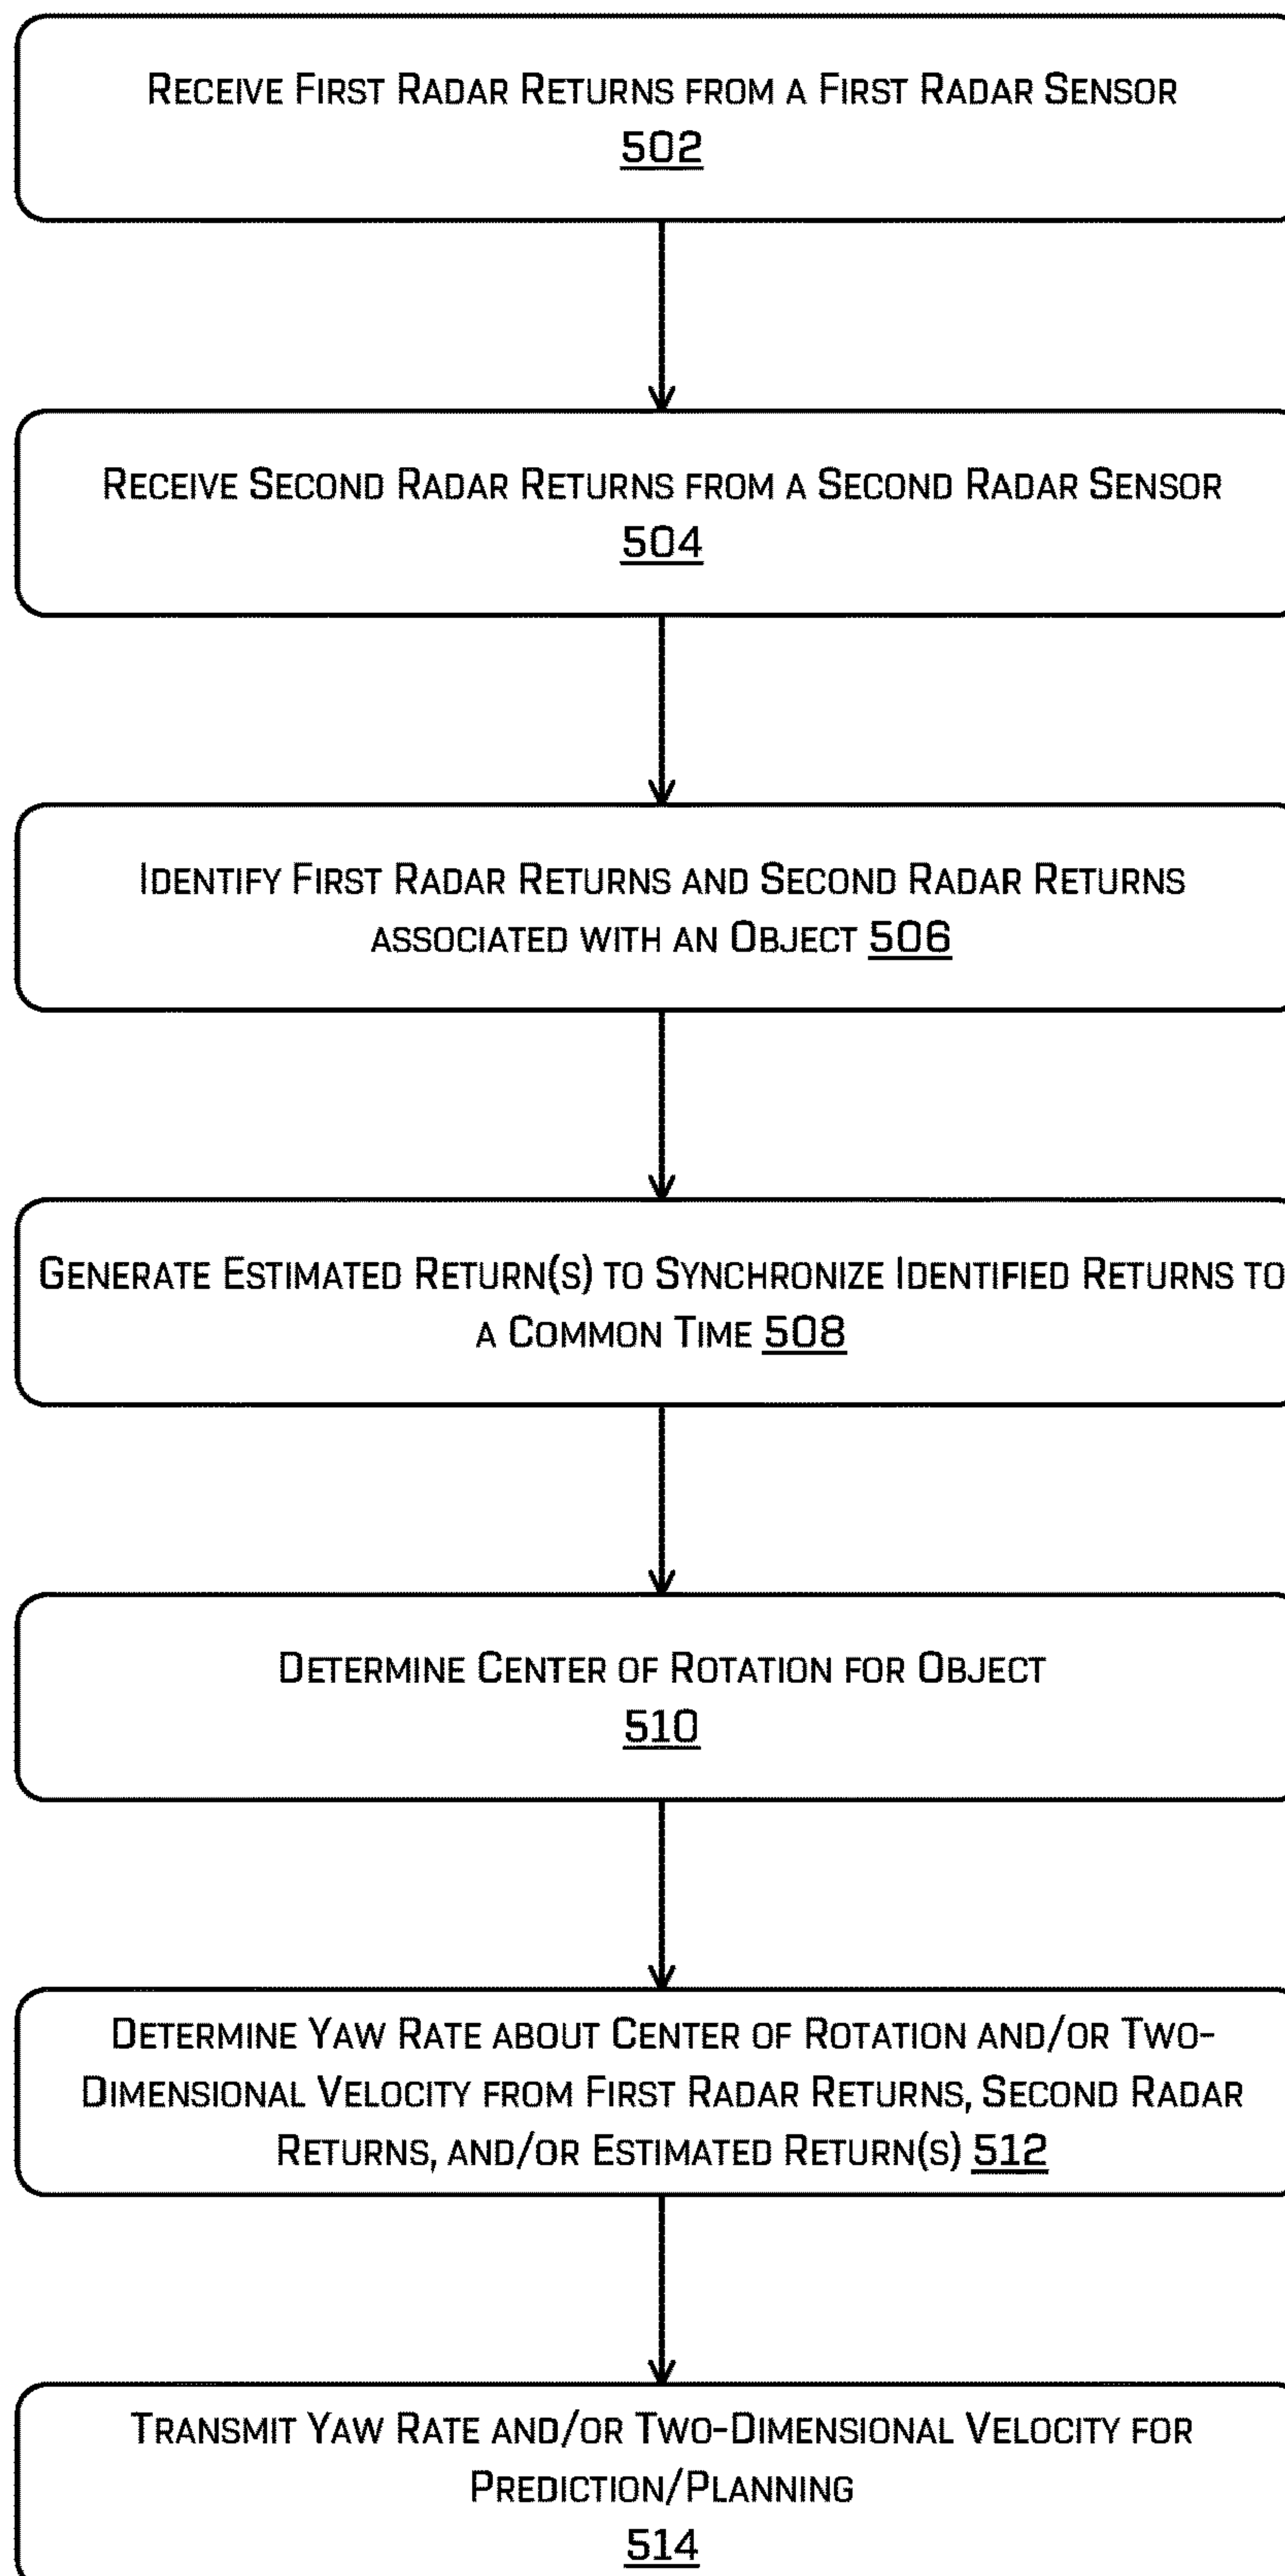 RECEIVE FIRST RADAR RETURNS FROM A FIRST RADAR SENSOR
502
RECEIVE SECOND RADAR RETURNS FROM A SECOND RADAR SENSOR
504
IDENTIFY FIRST RADAR RETURNS AND SECOND RADAR RETURNS
ASSOCIATED WITH AN OBJECT 506
GENERATE ESTIMATED RETURN(S) TO SYNCHRONIZE IDENTIFIED RETURNS TO
A COMMON TIME 508
DETERMINE CENTER OF ROTATION FOR OBJECT
510
DETERMINE YAW RATE ABOUT CENTER OF ROTATION AND/OR TWO-
DIMENSIONAL VELOCITY FROM FIRST RADAR RETURNS, SECOND RADAR
RETURNS, AND/OR ESTIMATED RETURN(S) 512
TRANSMIT YAW RATE AND/OR TWO-DIMENSIONAL VELOCITY FOR
PREDICTION/PLANNING
514